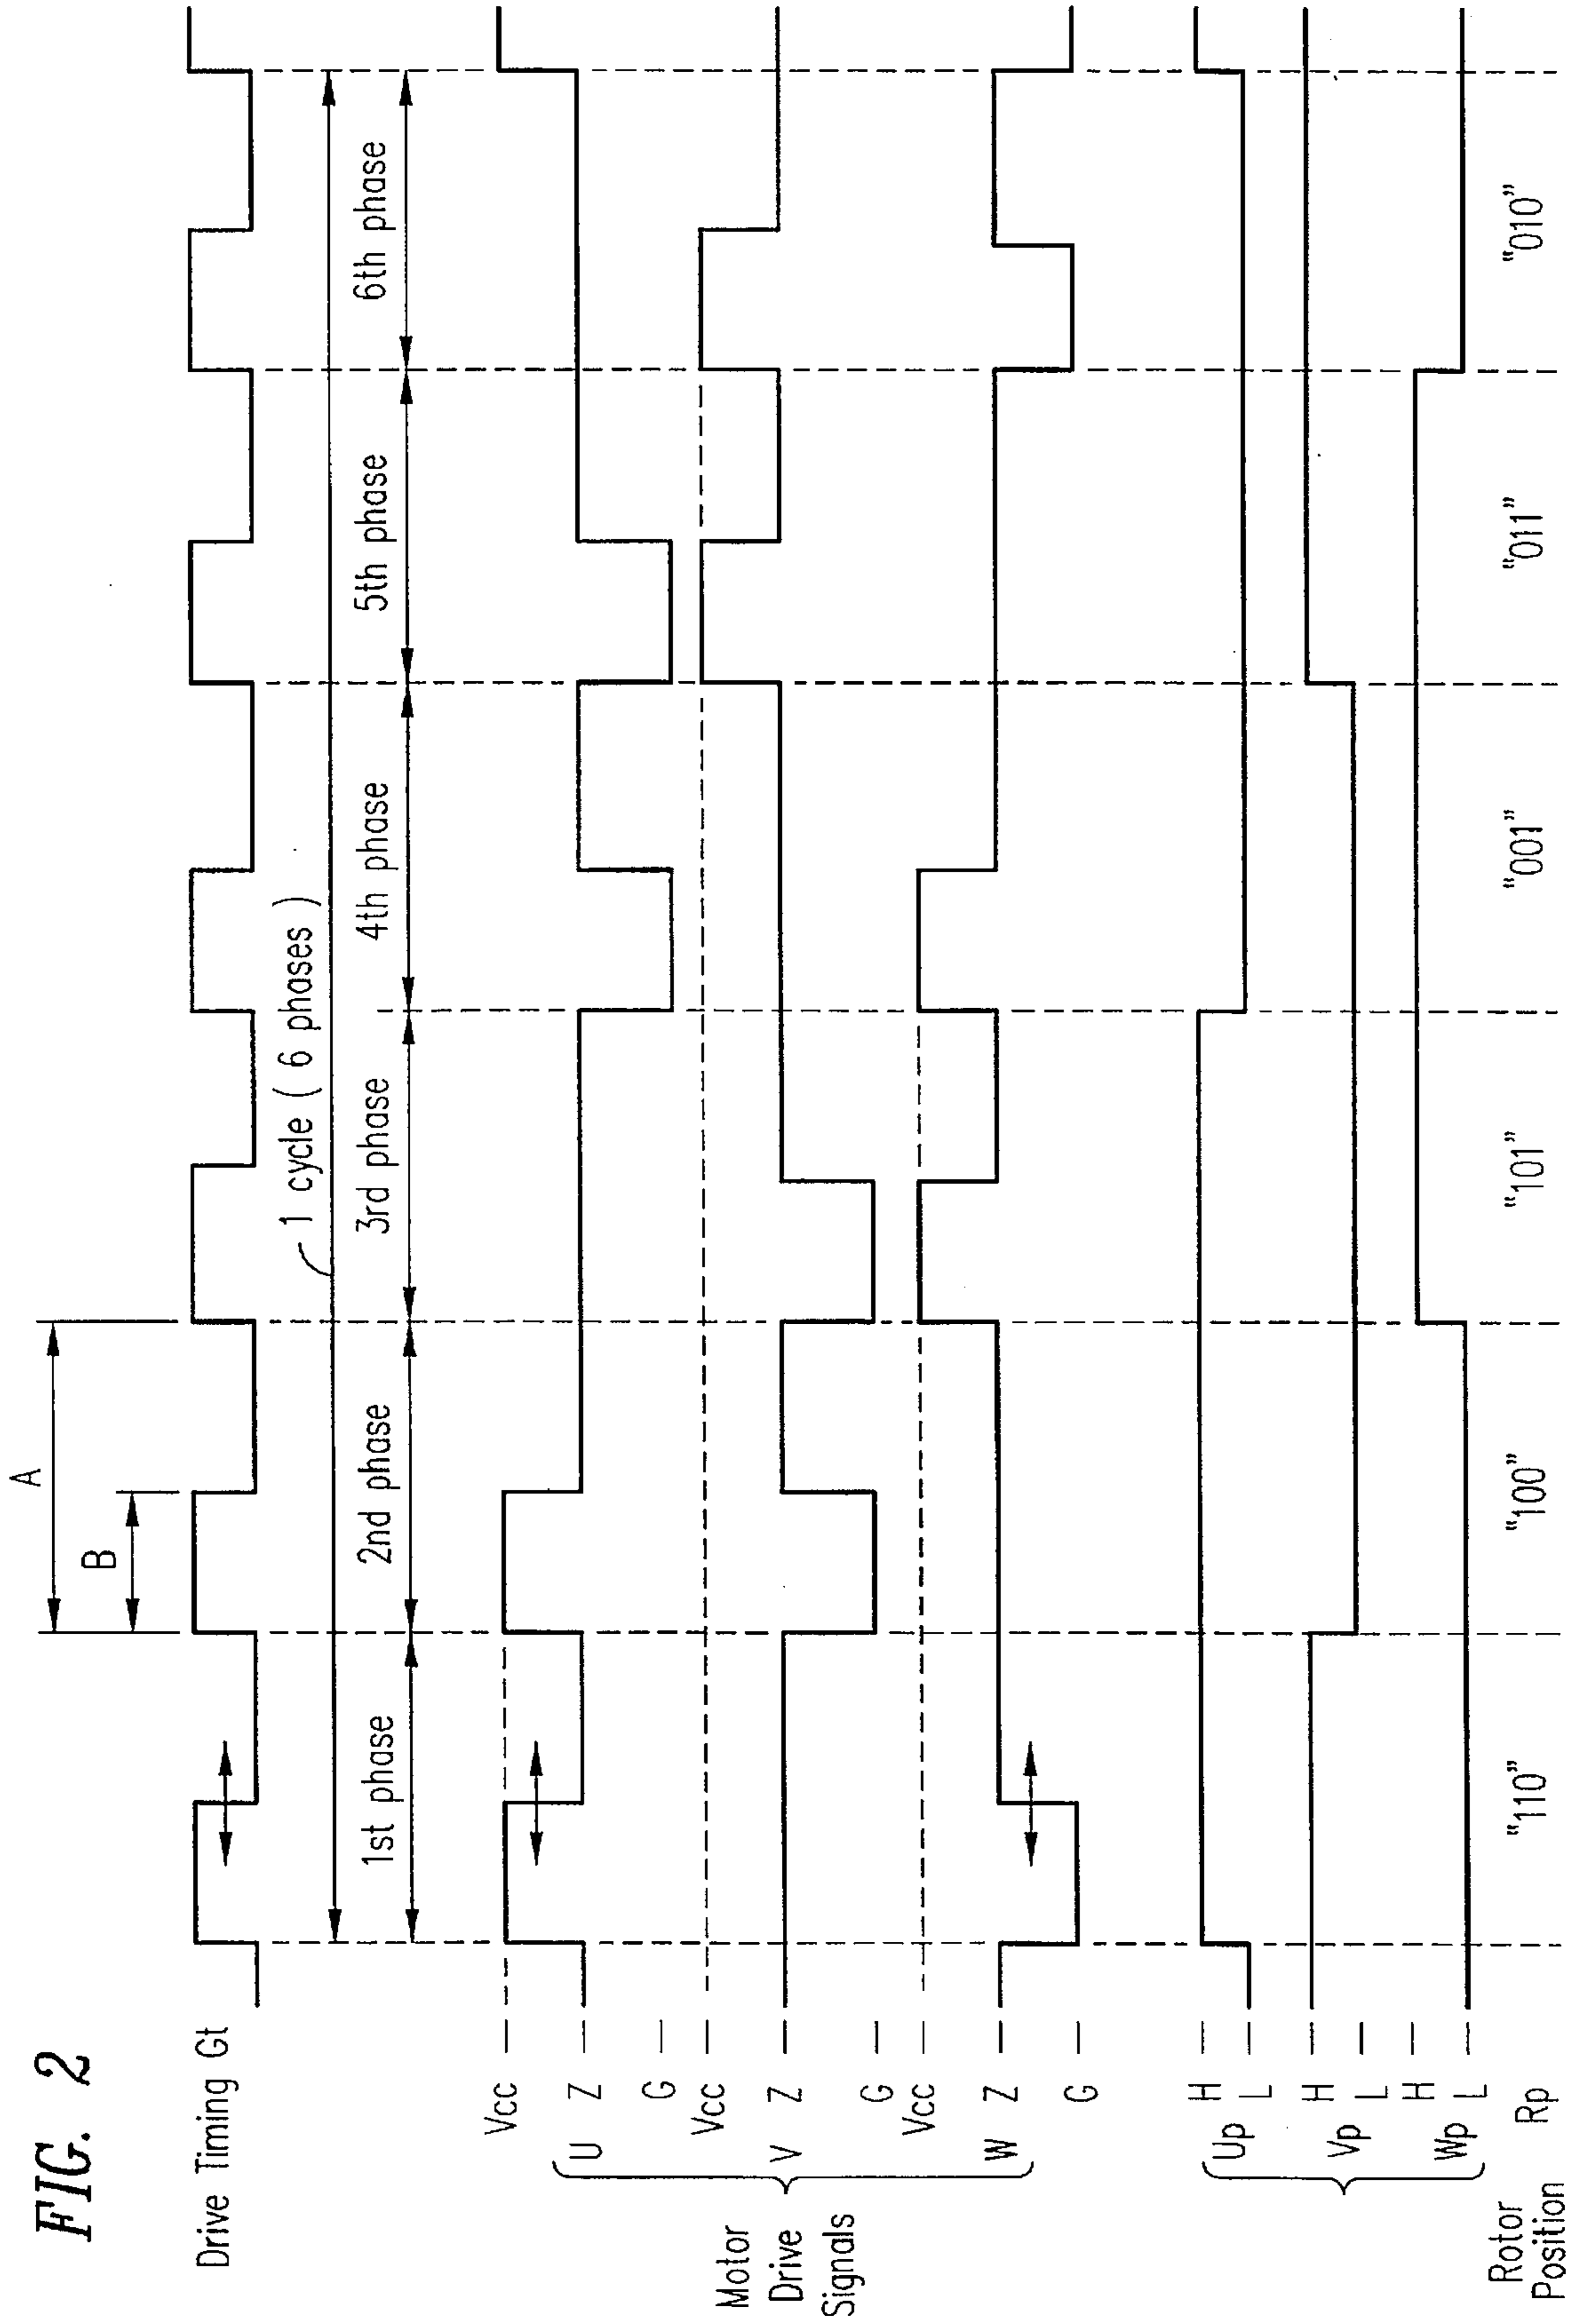 FIG. 2
A
B
Drive Timing Gt
1 cycle ( 6 phases )
1st phase
2nd phase
3rd phase
4th phase
5th phase
6th phase
Motor
Drive
Signals
U
Vcc
Z
G
V
Vcc
Z
G
W
Vcc
Z
G
Up
H
L
Vp
H
L
Wp
H
L
Rotor
Position
Rp
"110"
"100"
"101"
"001"
"011"
"010"